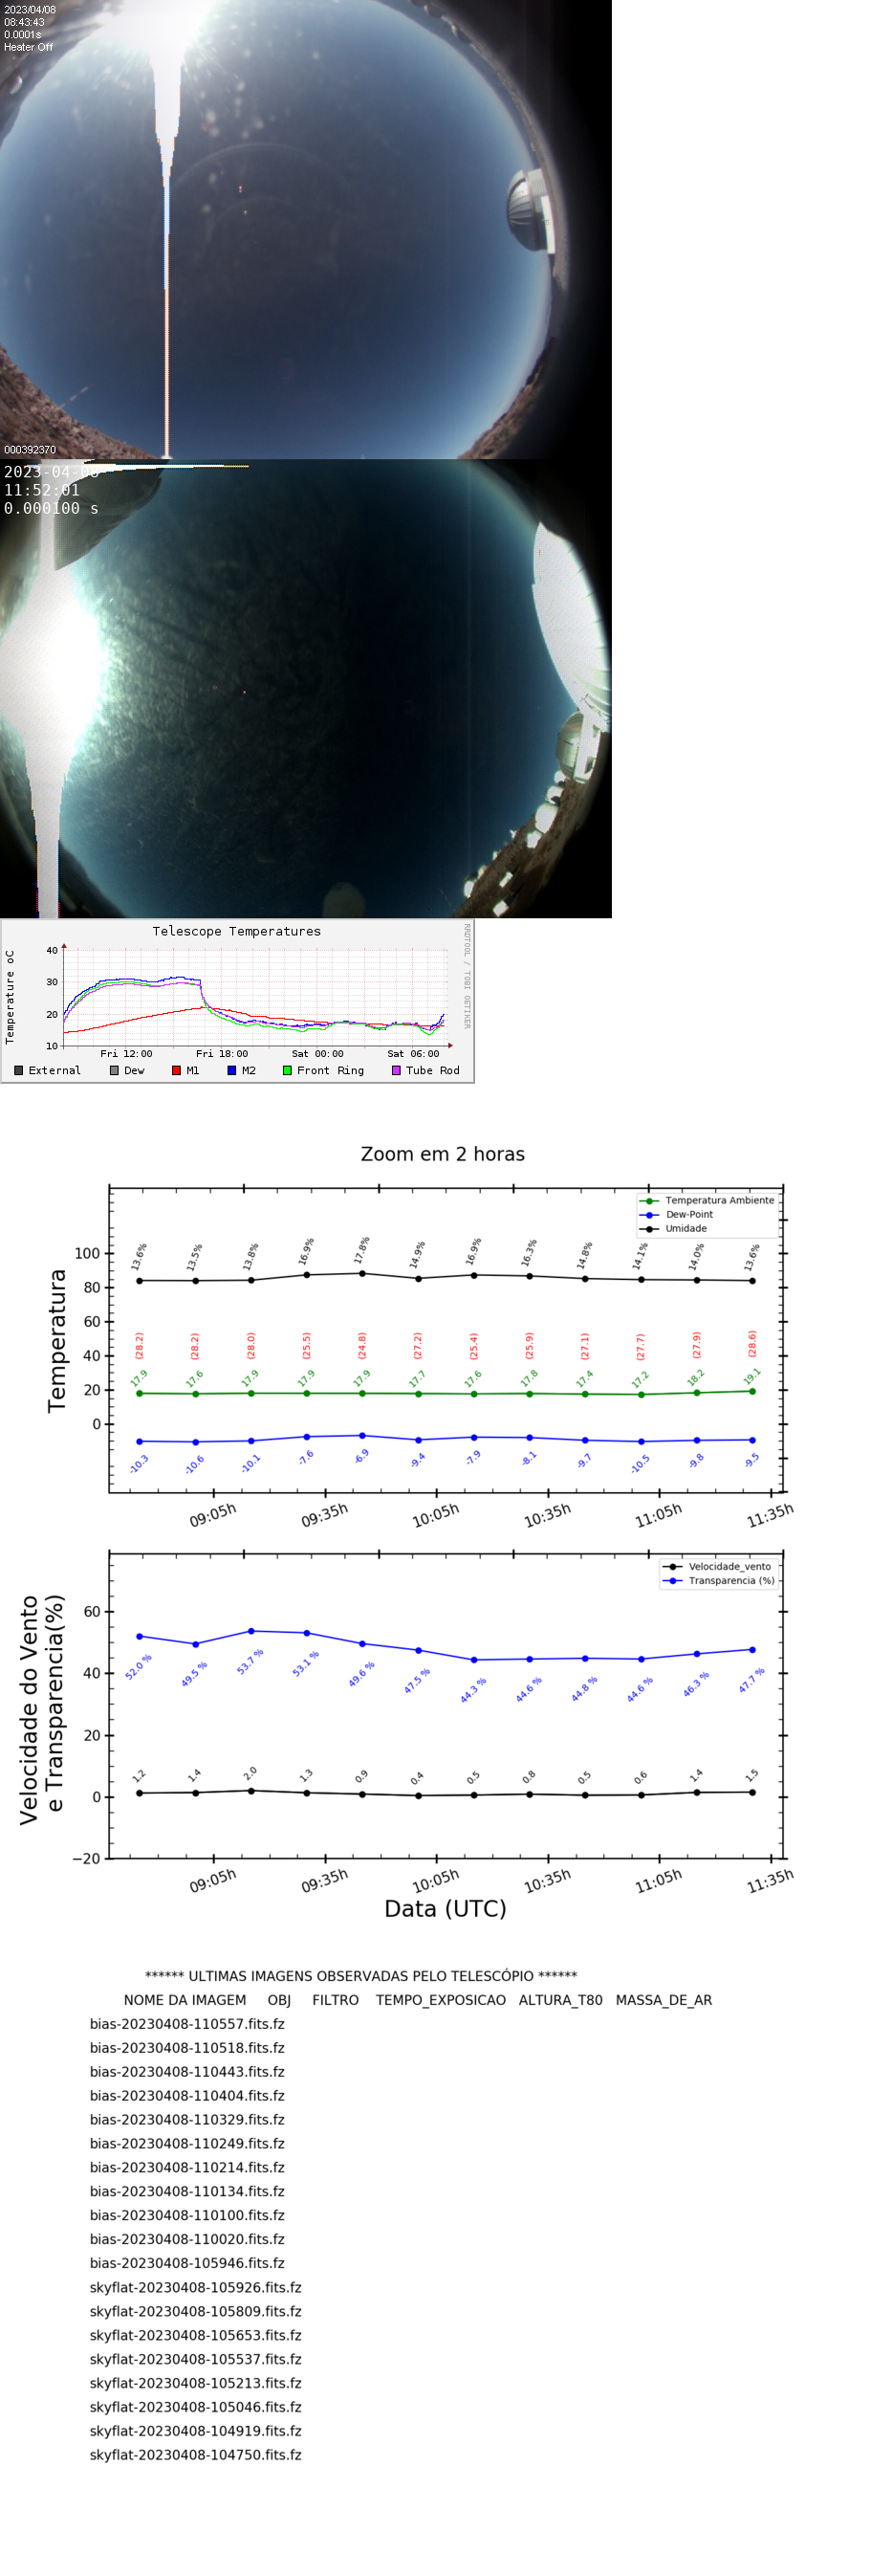 2023/04/08
08:43:43
0.0001s
Heater Off
000392370
2023-04-08
11:52:01
0.000100 s
Telescope Temperatures
RRDTOOL / TOBI OETIKER
Temperature oC
40
30
20
10
Fri 12:00 Fri 18:00 Sat 00:00 Sat 06:00
External Dew M1 M2 Front Ring Tube Rod
Zoom em 2 horas
Temperatura Ambiente
Dew-Point
Umidade
Temperatura
100
80
60
40
20
0
13.6% 13.5% 13.8% 16.9% 17.8% 14.9% 16.9% 16.3% 14.8% 14.1% 14.0% 13.6%
(28.2) (28.2) (28.0) (25.5) (24.8) (27.2) (25.4) (25.9) (27.1) (27.7) (27.9) (28.6)
17.9 17.6 17.9 17.9 17.9 17.7 17.6 17.8 17.4 17.2 18.2 19.1
-10.3 -10.6 -10.1 -7.6 -6.9 -9.4 -7.9 -8.1 -9.7 -10.5 -9.8 -9.5
09:05h 09:35h 10:05h 10:35h 11:05h 11:35h
Velocidade_vento
Transparencia (%)
Velocidade do Vento
e Transparencia(%)
60
40
20
0
−20
52.0 % 49.5 % 53.7 % 53.1 % 49.6 % 47.5 % 44.3 % 44.6 % 44.8 % 44.6 % 46.3 % 47.7 %
1.2 1.4 2.0 1.3 0.9 0.4 0.5 0.8 0.5 0.6 1.4 1.5
09:05h 09:35h 10:05h 10:35h 11:05h 11:35h
Data (UTC)
****** ULTIMAS IMAGENS OBSERVADAS PELO TELESCÓPIO ******
NOME DA IMAGEM OBJ FILTRO TEMPO_EXPOSICAO ALTURA_T80 MASSA_DE_AR
bias-20230408-110557.fits.fz
bias-20230408-110518.fits.fz
bias-20230408-110443.fits.fz
bias-20230408-110404.fits.fz
bias-20230408-110329.fits.fz
bias-20230408-110249.fits.fz
bias-20230408-110214.fits.fz
bias-20230408-110134.fits.fz
bias-20230408-110100.fits.fz
bias-20230408-110020.fits.fz
bias-20230408-105946.fits.fz
skyflat-20230408-105926.fits.fz
skyflat-20230408-105809.fits.fz
skyflat-20230408-105653.fits.fz
skyflat-20230408-105537.fits.fz
skyflat-20230408-105213.fits.fz
skyflat-20230408-105046.fits.fz
skyflat-20230408-104919.fits.fz
skyflat-20230408-104750.fits.fz